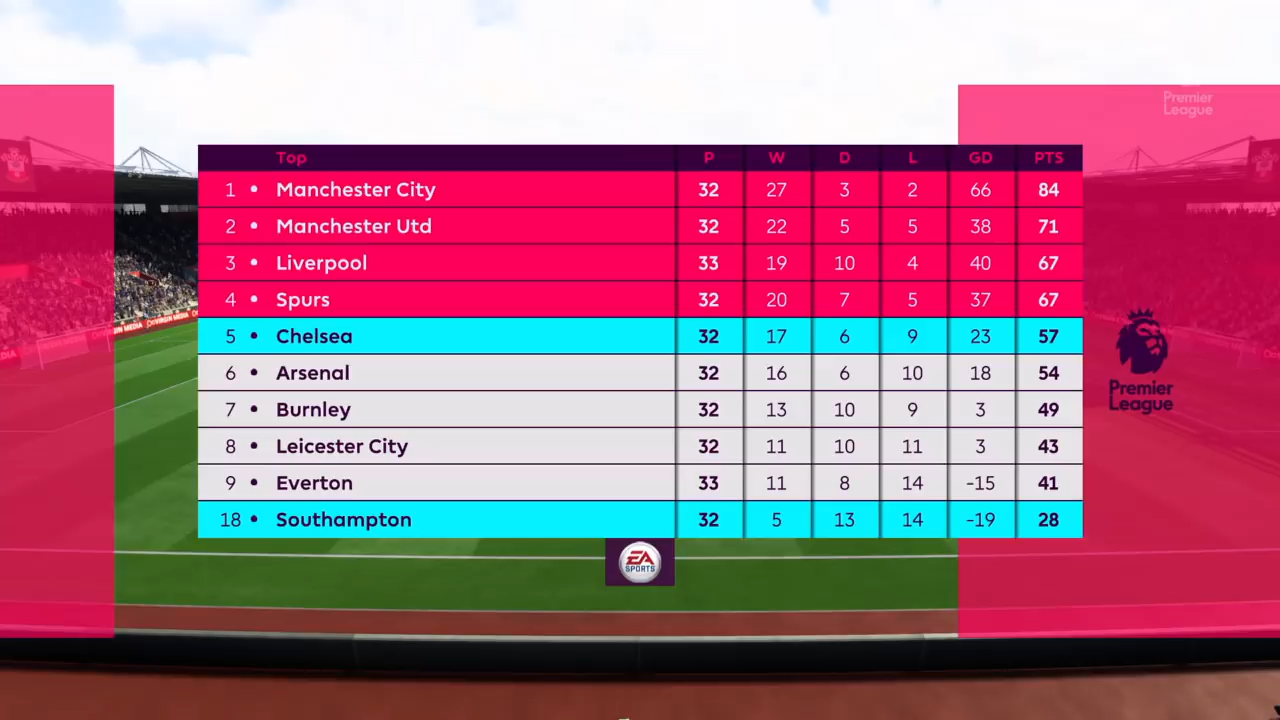 Premier
League
Top P W D L GD PTS
1 • Manchester City 32 27 3 2 66 84
2 • Manchester Utd 32 22 5 5 38 71
3 • Liverpool 33 19 10 4 40 67
4 • Spurs 32 20 7 5 37 67
5 • Chelsea 32 17 6 9 23 57
6 • Arsenal 32 16 6 10 18 54
7 • Burnley 32 13 10 9 3 49
8 • Leicester City 32 11 10 11 3 43
9 • Everton 33 11 8 14 -15 41
18 • Southampton 32 5 13 14 -19 28
Premier
League
EA
SPORTS
VIRGIN MEDIA